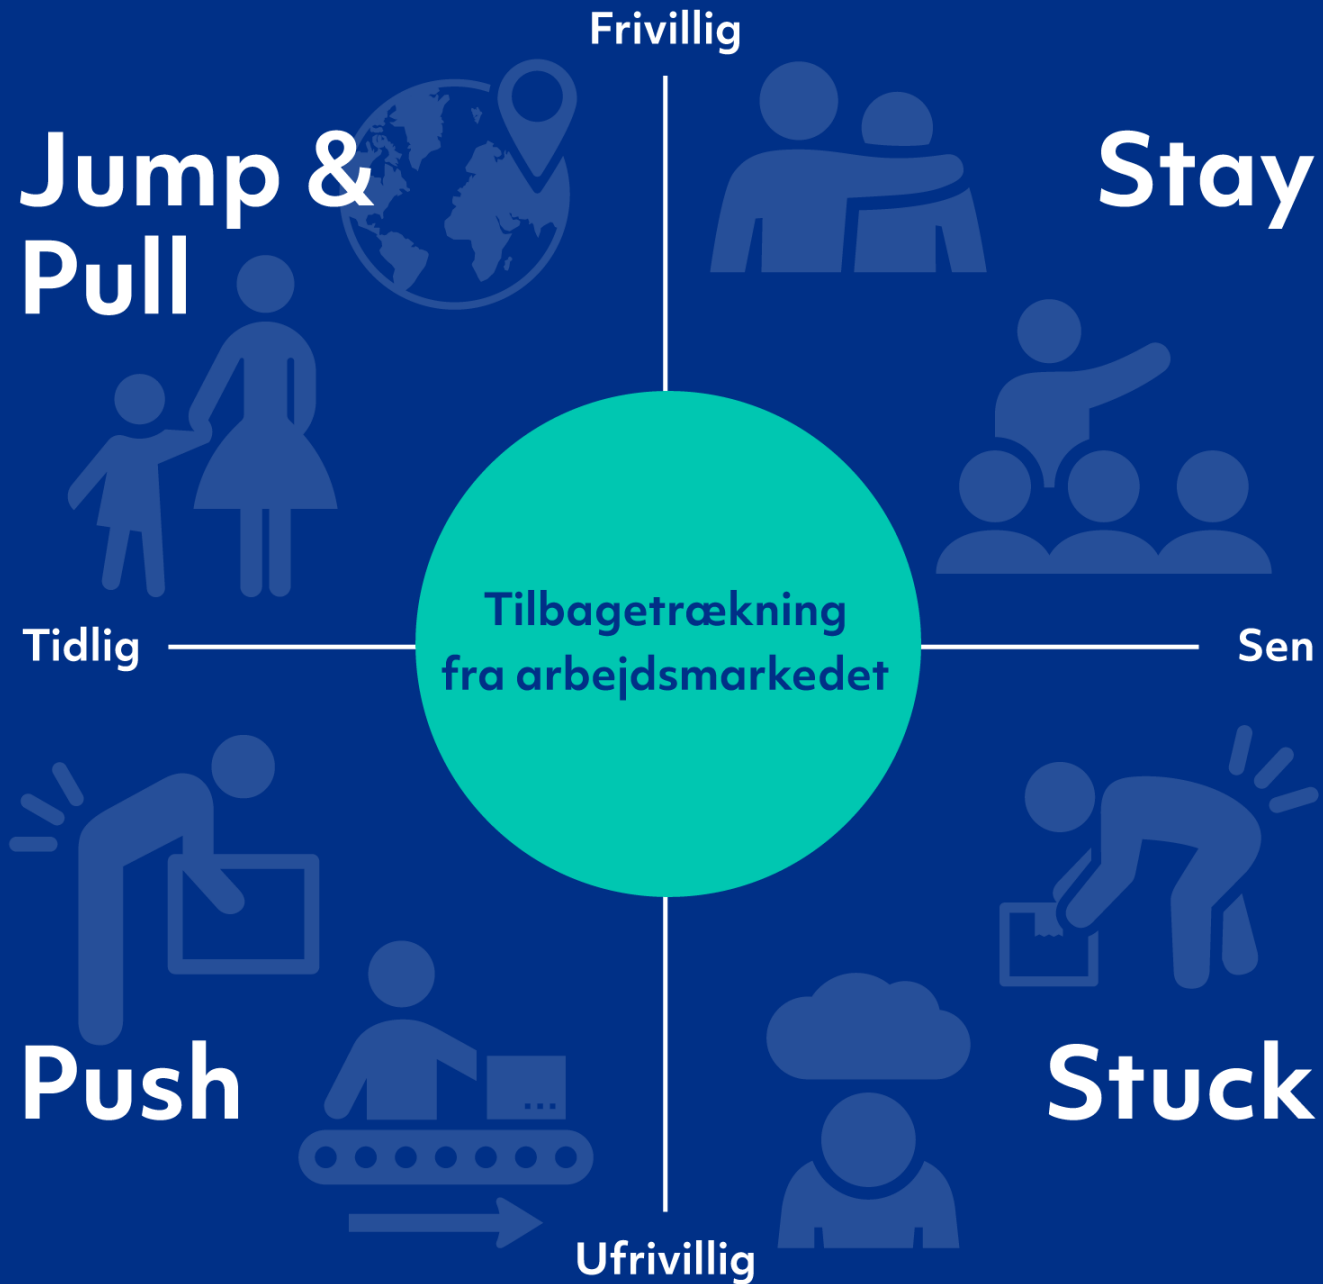 Frivillig
Jump &
Pull
Stay
Tilbagetrækning
fra arbejdsmarkedet
Tidlig
Sen
Push
Stuck
Ufrivillig